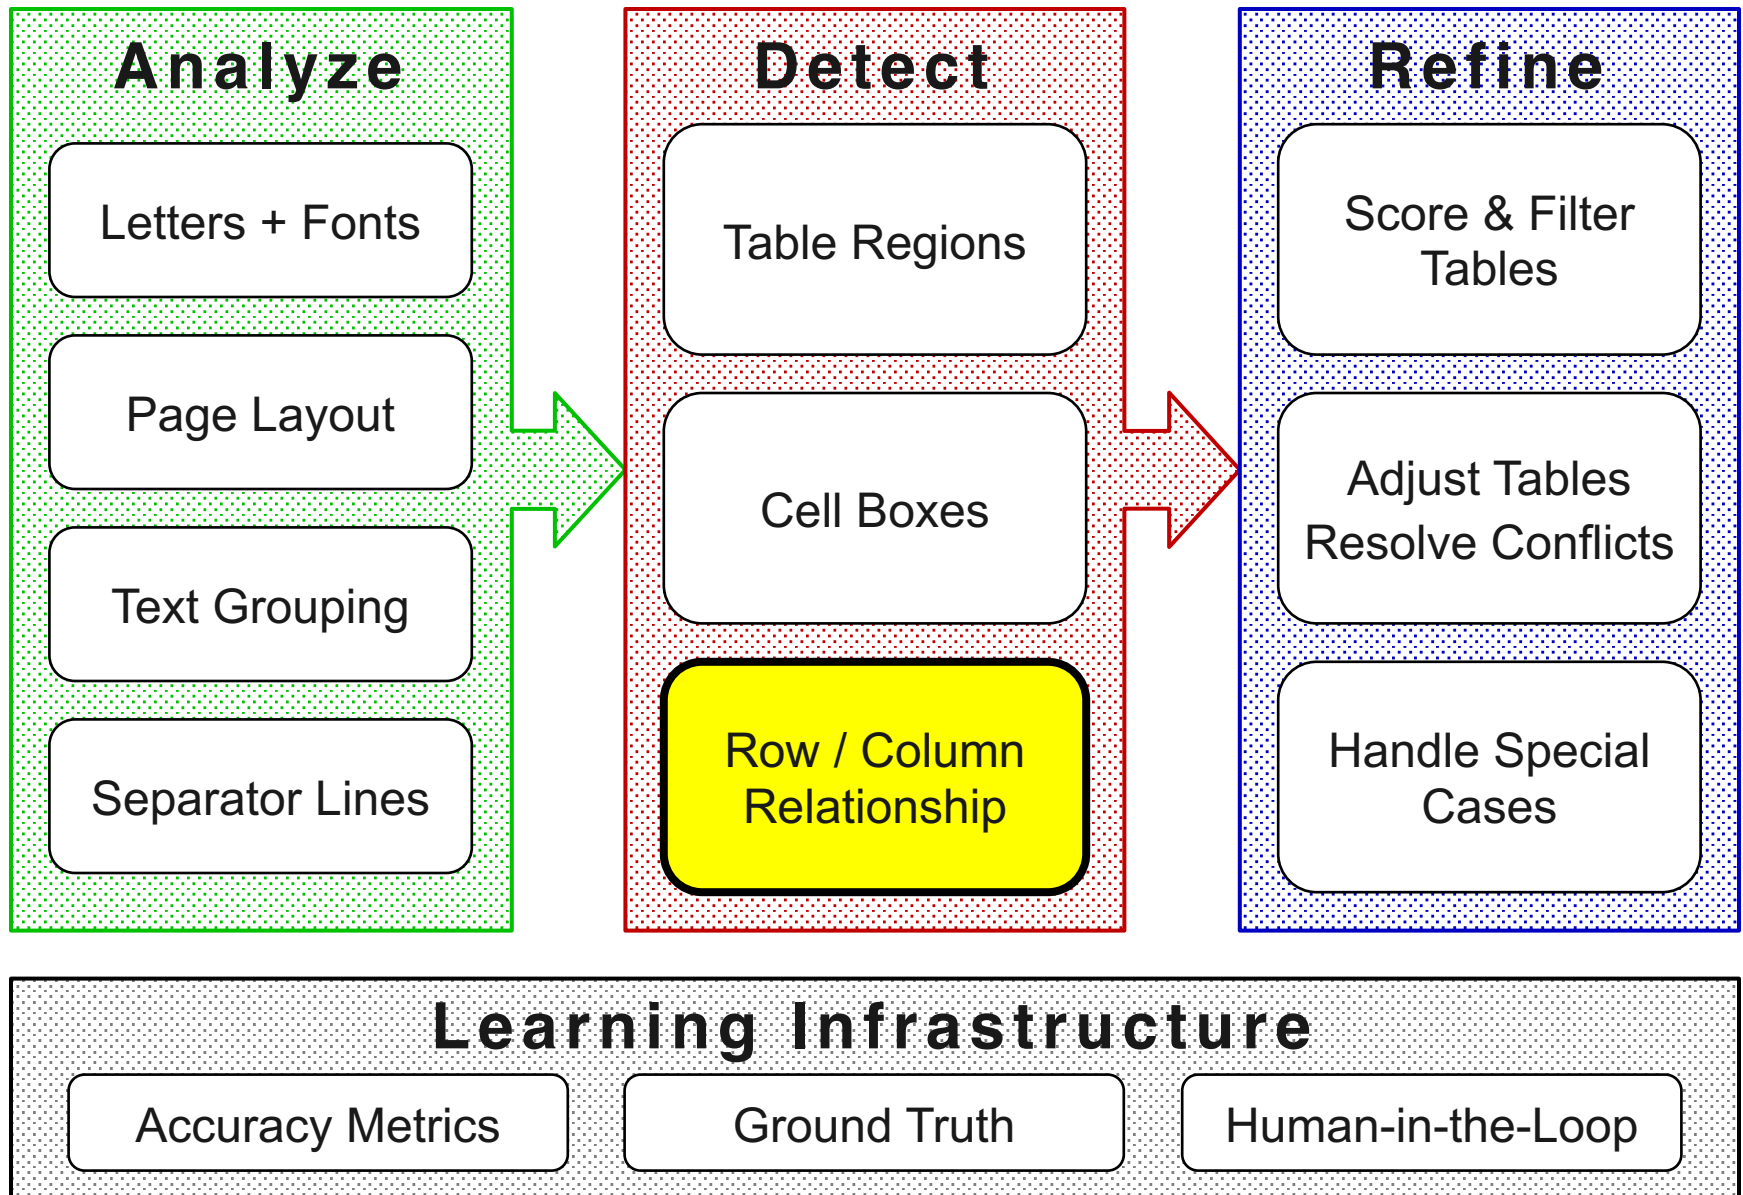 Analyze
Letters + Fonts
Page Layout
Text Grouping
Separator Lines
Detect
Table Regions
Cell Boxes
Row / Column
Relationship
Refine
Score & Filter
Tables
Adjust Tables
Resolve Conflicts
Handle Special
Cases
Learning Infrastructure
Accuracy Metrics
Ground Truth
Human-in-the-Loop